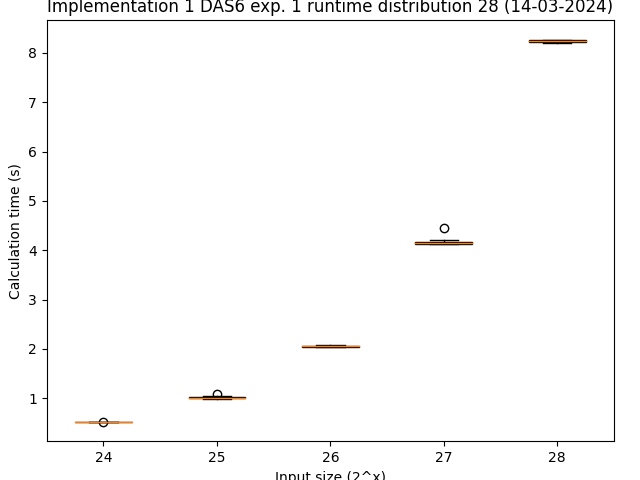 Implementation 1 DAS6 exp. 1 runtime distribution 28 (14-03-2024)
8
7
6
5
4
3
2
1
Calculation time (s)
24 25 26 27 28
Input size (2^x)